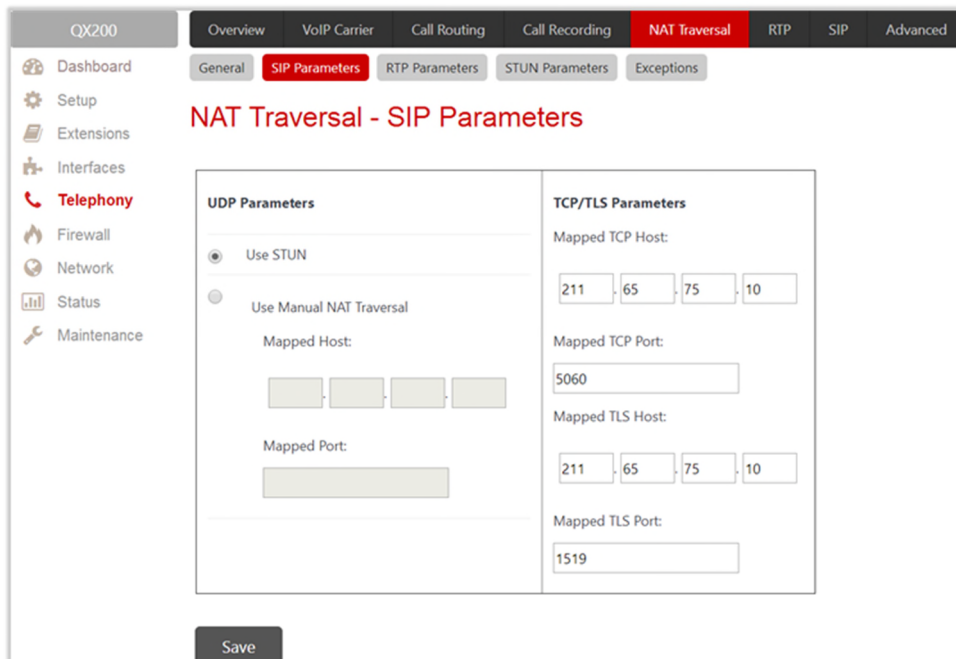 QX200
Overview VoIP Carrier Call Routing Call Recording NAT Traversal RTP SIP Advanced
Dashboard
Setup
Extensions
Interfaces
Telephony
Firewall
Network
Status
Maintenance
General SIP Parameters RTP Parameters STUN Parameters Exceptions
NAT Traversal - SIP Parameters
UDP Parameters
Use STUN
Use Manual NAT Traversal
Mapped Host:
. . .
Mapped Port:
TCP/TLS Parameters
Mapped TCP Host:
211 . 65 . 75 . 10
Mapped TCP Port:
5060
Mapped TLS Host:
211 . 65 . 75 . 10
Mapped TLS Port:
1519
Save